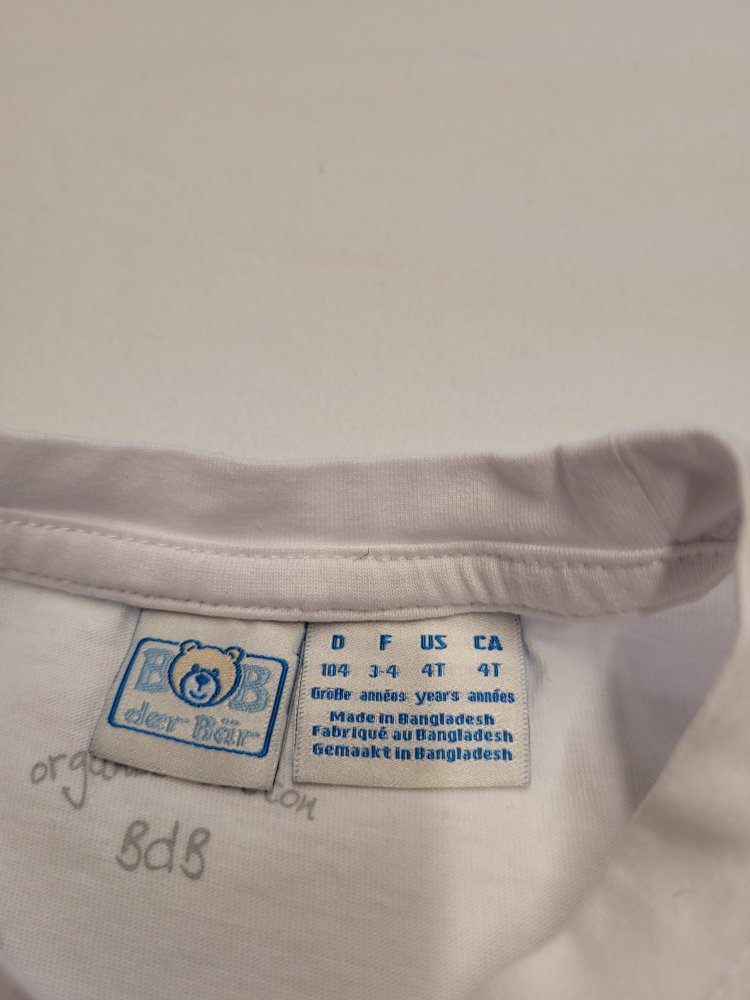 B B
der Bär
D F US CA
104 3-4 4T 4T
Größe années years années
Made in Bangladesh
Fabriqué au Bangladesh
Gemaakt in Bangladesh
BdB